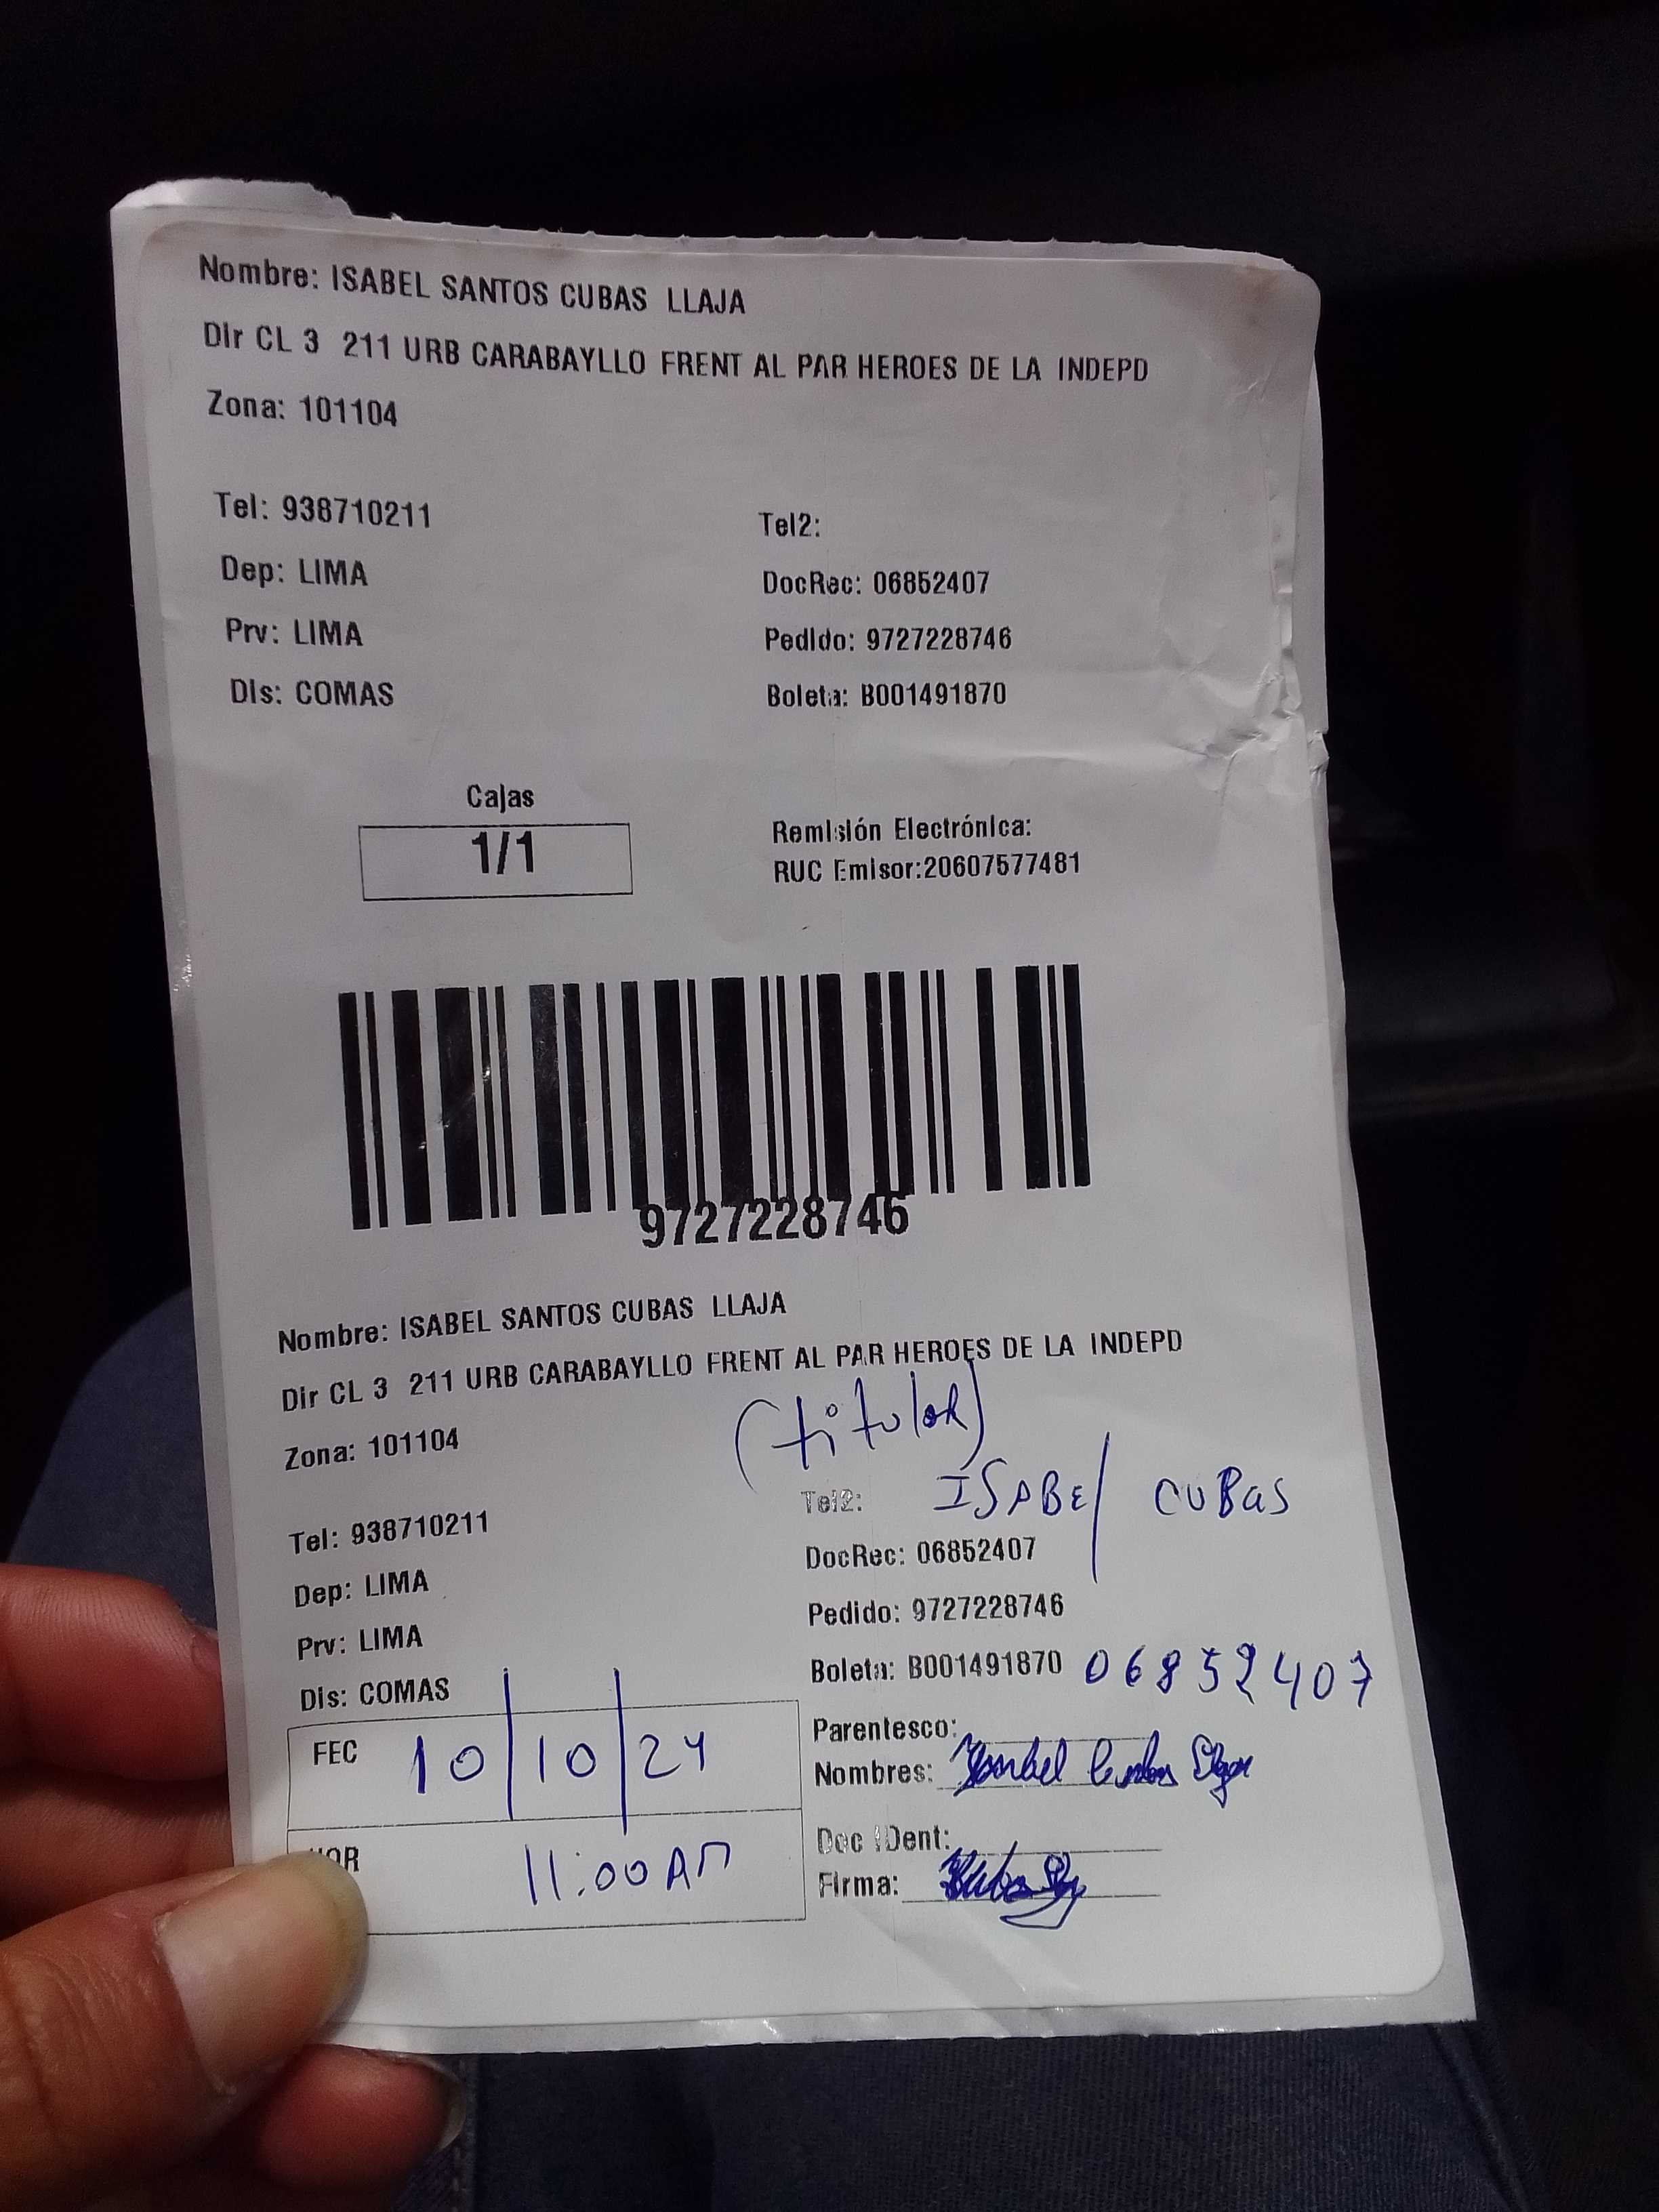 Nombre: ISABEL SANTOS CUBAS LLAJA
Dir CL 3 211 URB CARABAYLLO FRENT AL PAR HEROES DE LA INDEPD
Zona: 101104
Tel: 938710211 Tel2:
Dep: LIMA DocRec: 06852407
Prv: LIMA Pedido: 9727228746
Dis: COMAS Boleta: B001491870
Cajas
1/1
Remisión Electrónica:
RUC Emisor:20607577481
9727228746
Nombre: ISABEL SANTOS CUBAS LLAJA
Dir CL 3 211 URB CARABAYLLO FRENT AL PAR HEROES DE LA INDEPD
(titular)
Zona: 101104
Tel2: ISABEL CUBAS
Tel: 938710211 DocRec: 06852407
Dep: LIMA Pedido: 9727228746
Prv: LIMA Boleta: B001491870 06852407
Dis: COMAS
FEC 10/10/24
Parentesco:
Nombres: Isabel Cubas
HOR 11:00 AM
Doc IDent:
Firma: